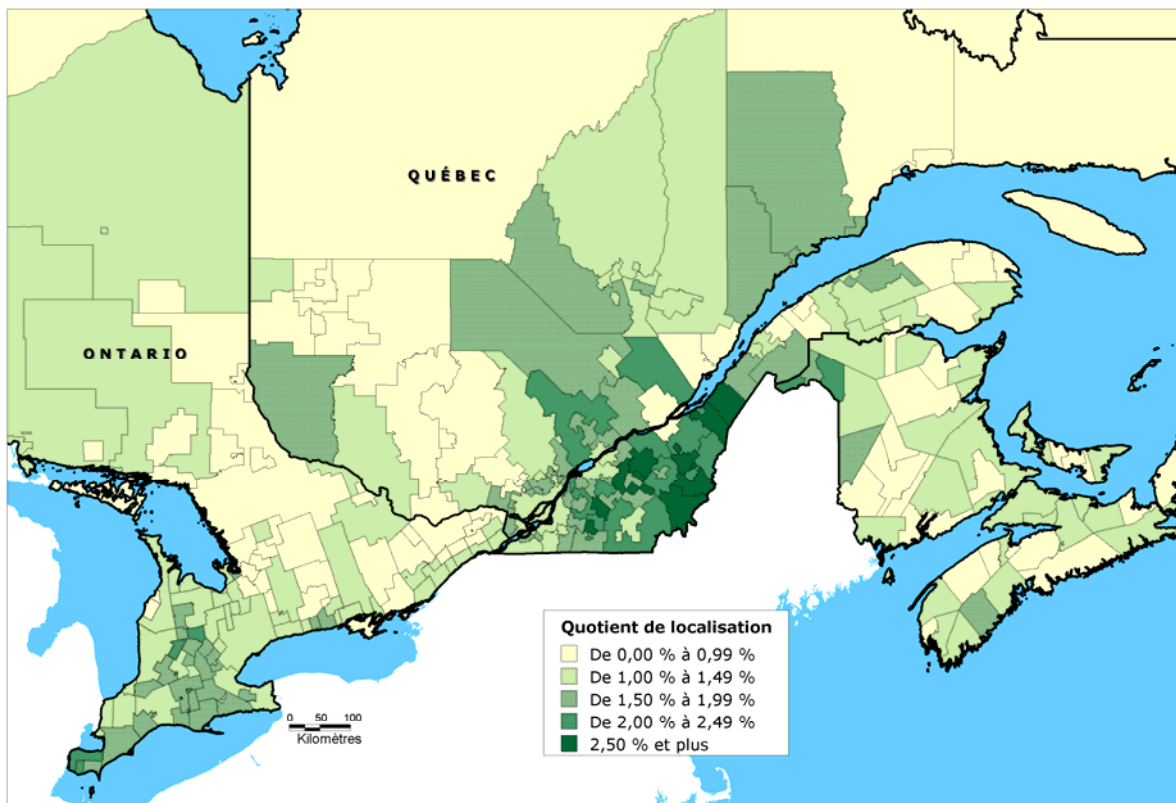 QUÉBEC
ONTARIO
Quotient de localisation
De 0,00 % à 0,99 %
De 1,00 % à 1,49 %
De 1,50 % à 1,99 %
De 2,00 % à 2,49 %
2,50 % et plus
0 50 100
Kilomètres